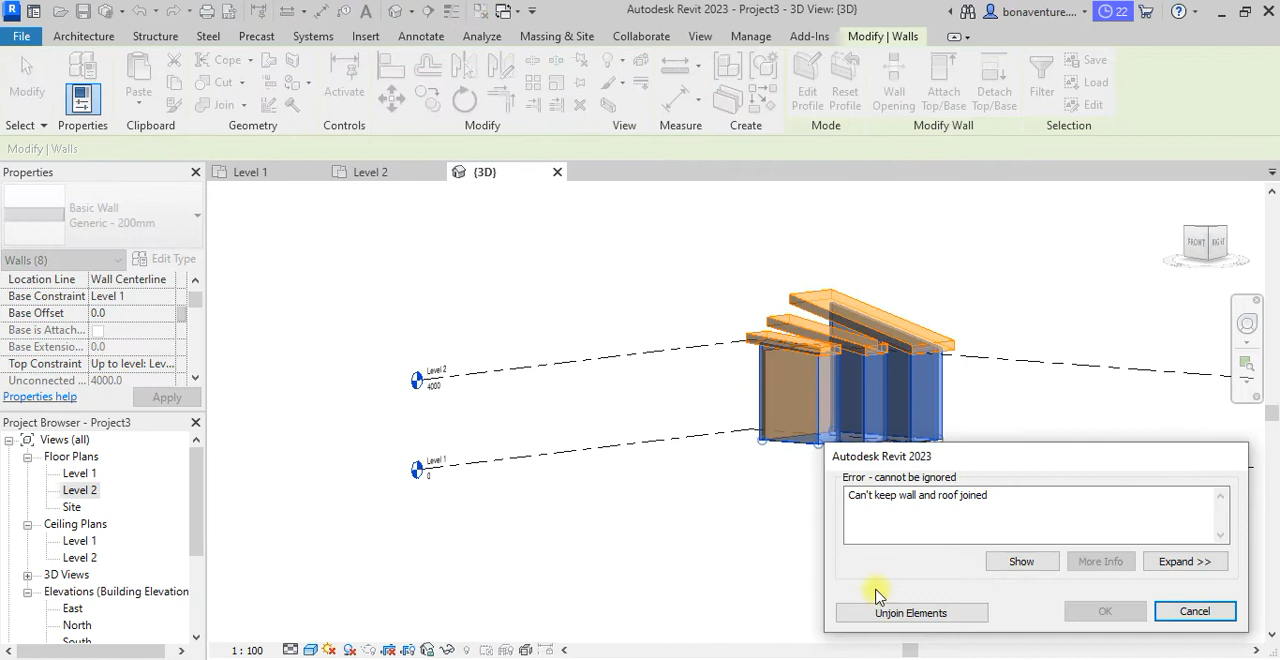 Autodesk Revit 2023 - Project3 - 3D View: {3D}
bonaventure....
22
File
Architecture
Structure
Steel
Precast
Systems
Insert
Annotate
Analyze
Massing & Site
Collaborate
View
Manage
Add-Ins
Modify | Walls
Modify
Paste
Cope
Cut
Join
Activate
Edit
Profile
Reset
Profile
Wall
Opening
Attach
Top/Base
Detach
Top/Base
Filter
Save
Load
Edit
Select
Properties
Clipboard
Geometry
Controls
Modify
View
Measure
Create
Mode
Modify Wall
Selection
Modify | Walls
Properties
Level 1
Level 2
{3D}
Basic Wall
Generic - 200mm
Walls (8)
Edit Type
Location Line Wall Centerline
Base Constraint Level 1
Base Offset 0.0
Base is Attach...
Base Extensio... 0.0
Top Constraint Up to level: Lev...
Unconnected ... 4000.0
Properties help
Apply
Project Browser - Project3
Views (all)
Floor Plans
Level 1
Level 2
Site
Ceiling Plans
Level 1
Level 2
3D Views
Elevations (Building Elevation
East
North
South
FRONT
RIGHT
Level 2
4000
Level 1
0
Autodesk Revit 2023
Error - cannot be ignored
Can't keep wall and roof joined
Show
More Info
Expand >>
Unjoin Elements
OK
Cancel
1 : 100